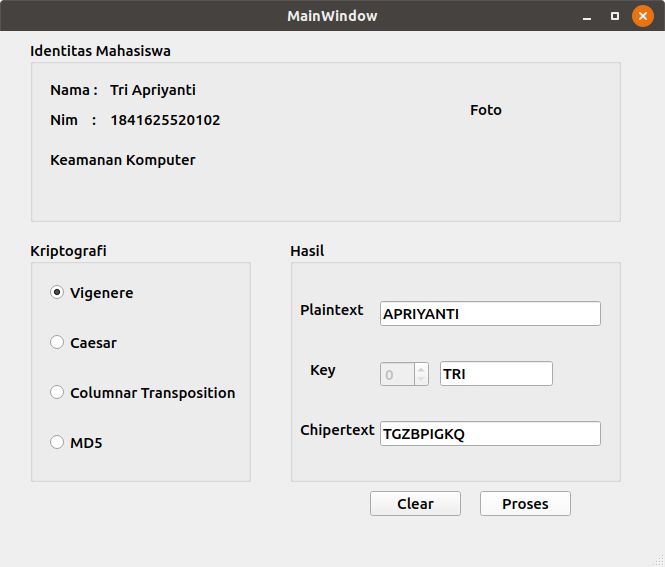 MainWindow
Identitas Mahasiswa
Nama : Tri Apriyanti
Nim : 1841625520102
Foto
Keamanan Komputer
Kriptografi
Vigenere
Caesar
Columnar Transposition
MD5
Hasil
Plaintext APRIYANTI
Key 0 TRI
Chipertext TGZBPIGKQ
Clear Proses